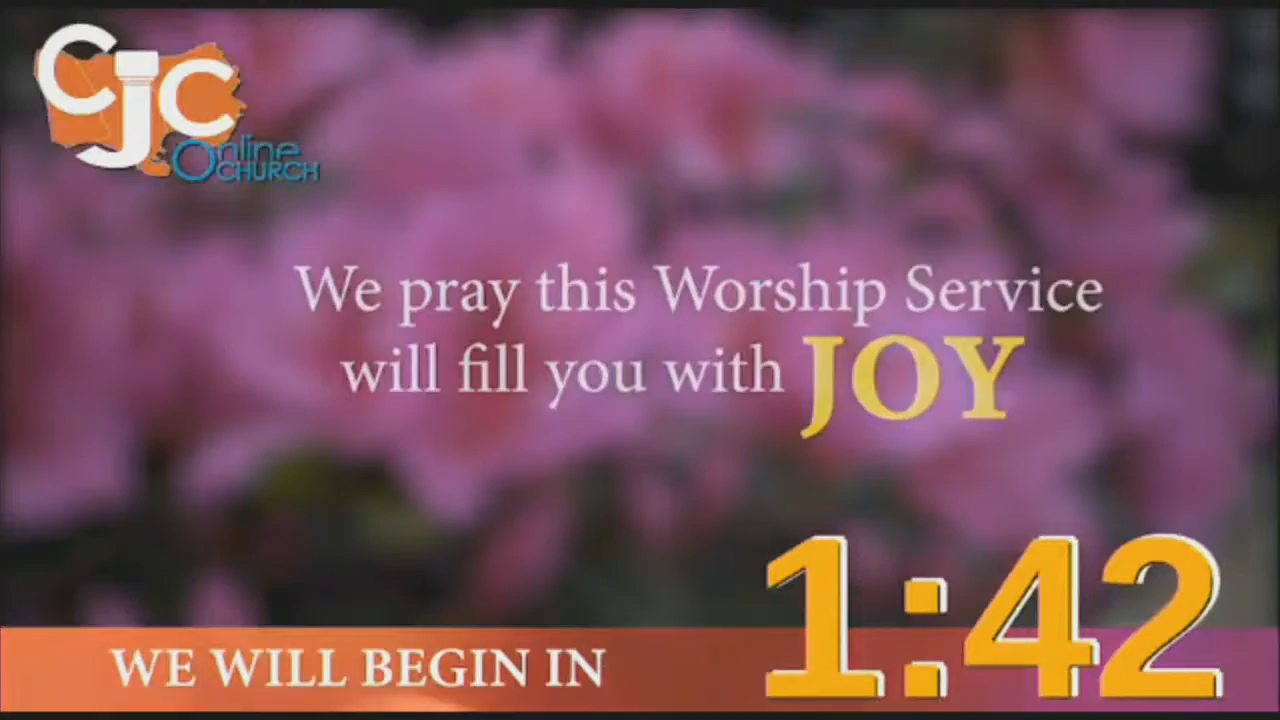 CJC
Online
CHURCH
We pray this Worship Service
will fill you with JOY
WE WILL BEGIN IN
1:42